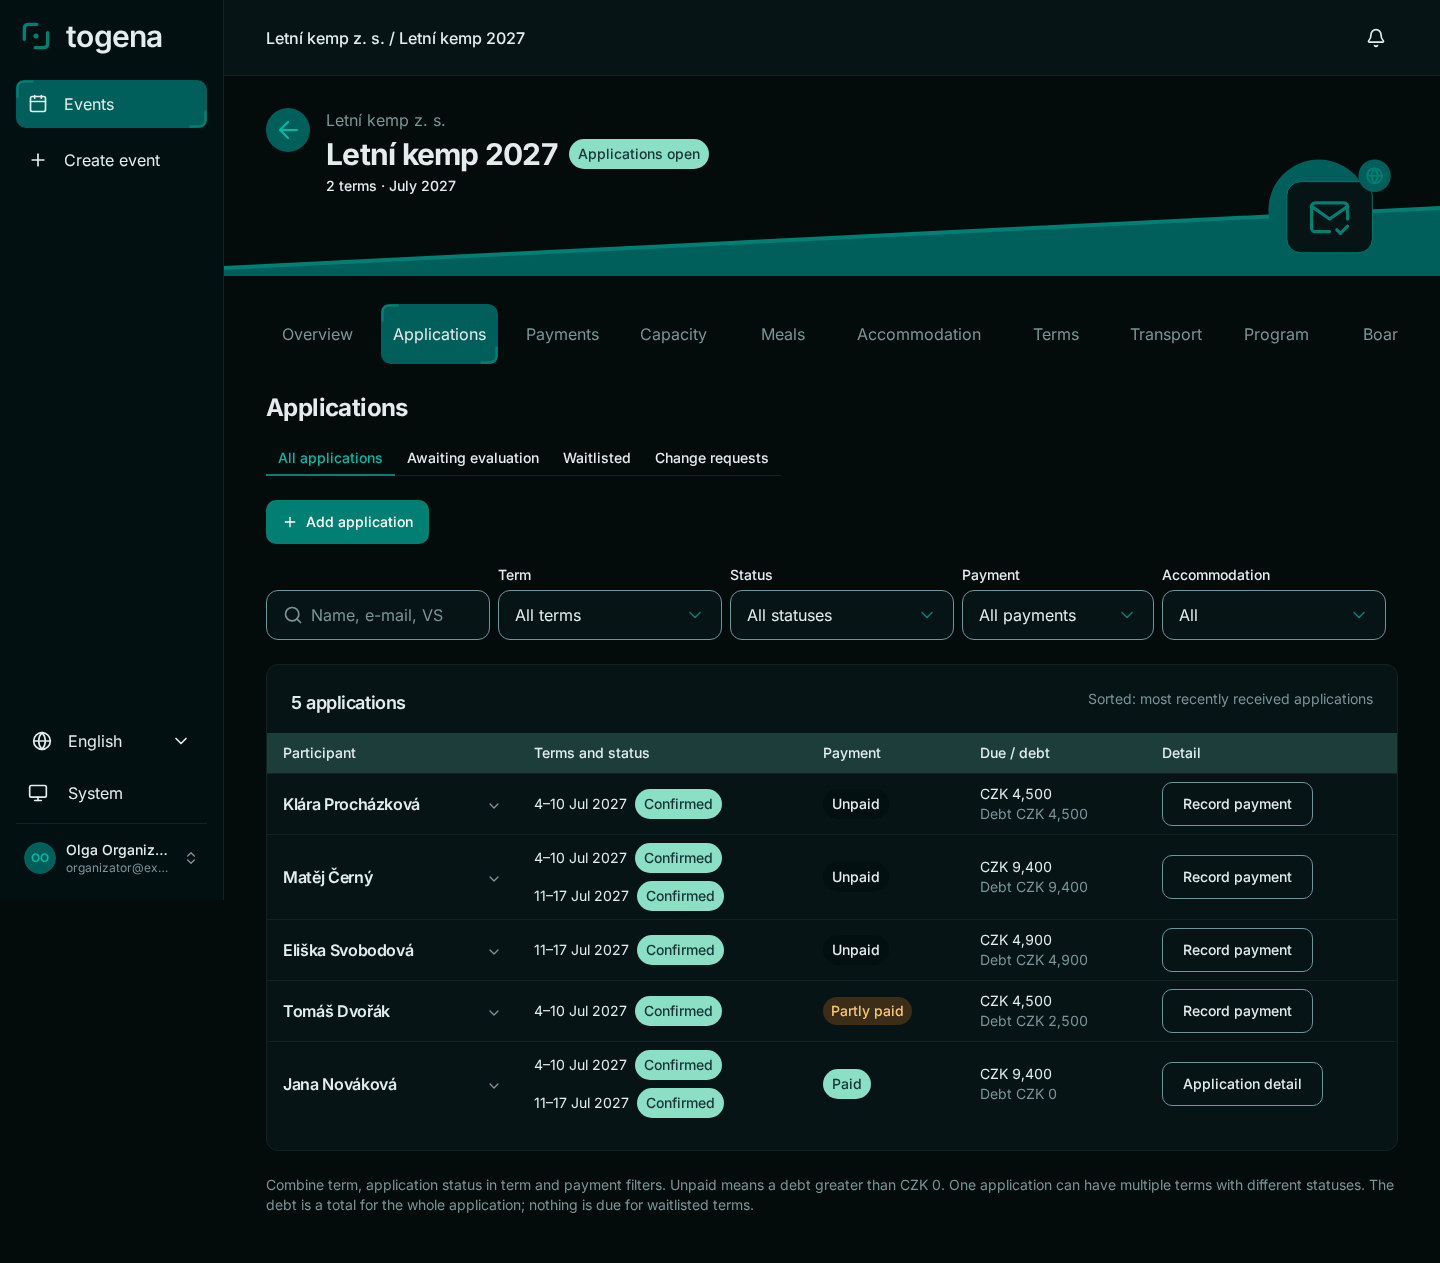 togena
Letní kemp z. s. / Letní kemp 2027
Events
Create event
Letní kemp z. s.
Letní kemp 2027 Applications open
2 terms · July 2027
Overview Applications Payments Capacity Meals Accommodation Terms Transport Program Boar
Applications
All applications Awaiting evaluation Waitlisted Change requests
Add application
Term Status Payment Accommodation
Name, e-mail, VS All terms All statuses All payments All
5 applications Sorted: most recently received applications
Participant Terms and status Payment Due / debt Detail
Klára Procházková 4–10 Jul 2027 Confirmed Unpaid CZK 4,500 Record payment
Debt CZK 4,500
Matěj Černý 4–10 Jul 2027 Confirmed Unpaid CZK 9,400 Record payment
11–17 Jul 2027 Confirmed Debt CZK 9,400
Eliška Svobodová 11–17 Jul 2027 Confirmed Unpaid CZK 4,900 Record payment
Debt CZK 4,900
Tomáš Dvořák 4–10 Jul 2027 Confirmed Partly paid CZK 4,500 Record payment
Debt CZK 2,500
Jana Nováková 4–10 Jul 2027 Confirmed Paid CZK 9,400 Application detail
11–17 Jul 2027 Confirmed Debt CZK 0
Combine term, application status in term and payment filters. Unpaid means a debt greater than CZK 0. One application can have multiple terms with different statuses. The
debt is a total for the whole application; nothing is due for waitlisted terms.
English
System
OO Olga Organiz...
organizator@ex...